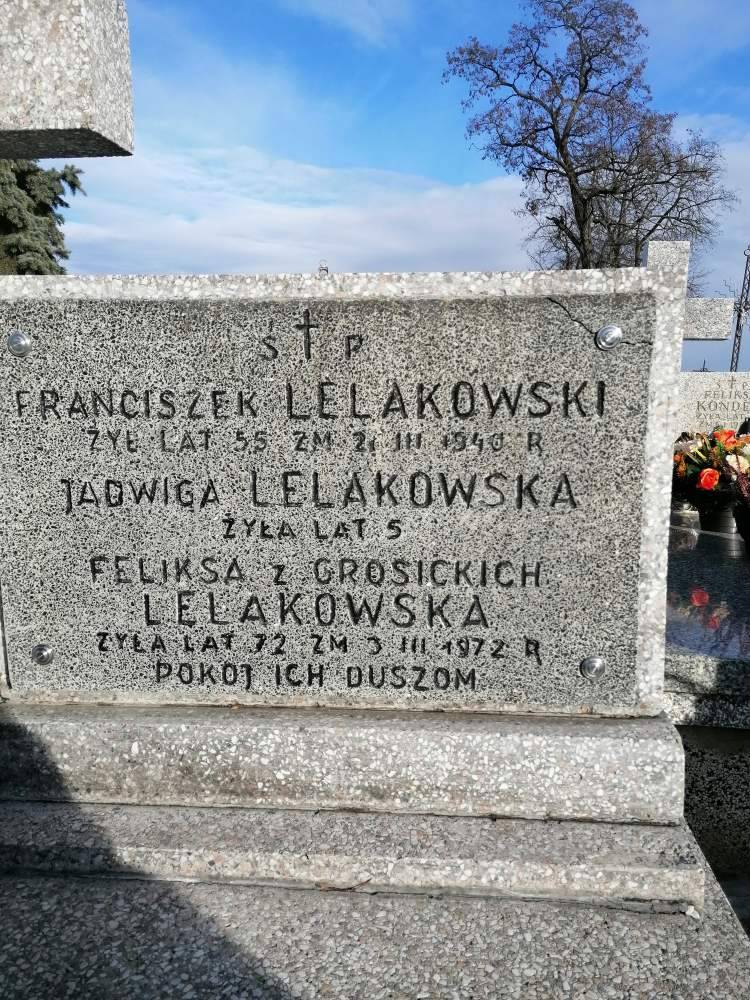 Ś P
FRANCISZEK LELAKOWSKI
ŻYŁ LAT 55 ZM 2 III 1940 R
JADWIGA LELAKOWSKA
ŻYŁA LAT 5
FELIKSA Z GROSICKICH
LELAKOWSKA
ŻYŁA LAT 72 ZM 3 III 1972 R
POKÓJ ICH DUSZOM